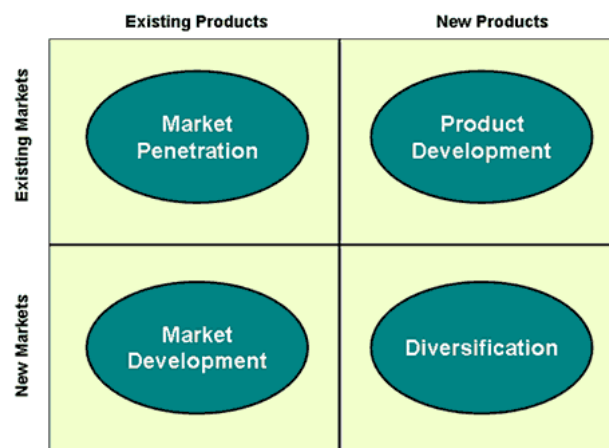 Existing Products
New Products
Existing Markets
Market
Penetration
Product
Development
New Markets
Market
Development
Diversification